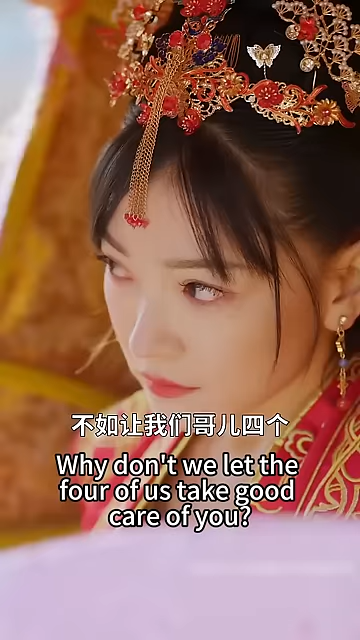 不如让我们哥儿四个
Why don't we let the
four of us take good
care of you?